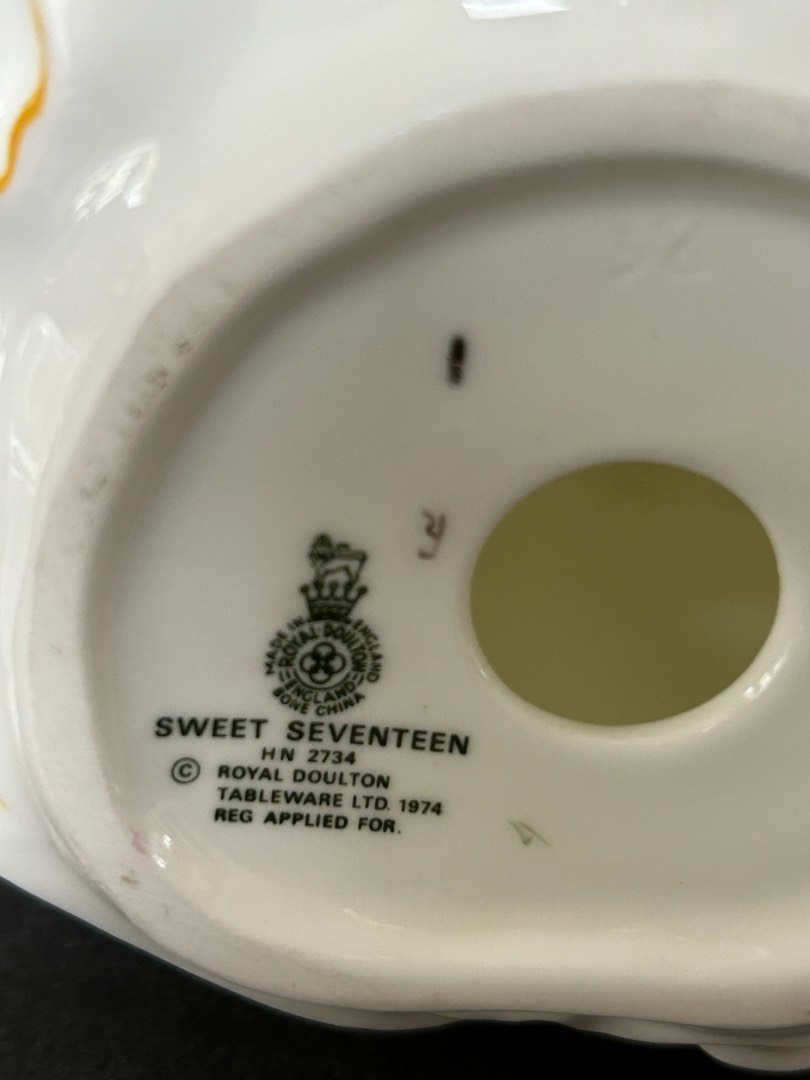 MADE IN ENGLAND
ROYAL DOULTON
ENGLAND
BONE CHINA
SWEET SEVENTEEN
HN 2734
© ROYAL DOULTON
TABLEWARE LTD. 1974
REG APPLIED FOR.